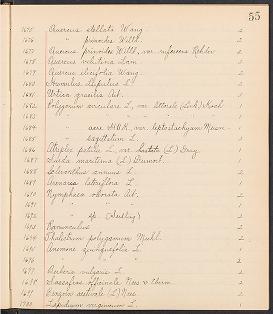 55
1675 Quercus stellata Wang. 2
1676 " prinoides Willd. 2
1677 Quercus prinoides Willd, var. rufescens Rehder 2
1678 Quercus velutina Lam 2
1679 Quercus ilicifolia Wang. 2
1680 Humulus Lupulus L. 2
1681 Urtica gracilis Ait. 2
1682 Polygonum aviculare L, var. littorale (Link) Koch 1
1683 " " " " 1
1684 " acre HBK, var. leptostachyum Meisn. 1
1685 " sagittatum L. 1
1686 Atriplex patula L, var. hastata (L) Gray. 1
1687 Suaeda maritima (L) Dumort. 2
1688 Scleranthus annuus L. 2
1689 Arenaria lateriflora L. 1
1690 Nymphaea odorata Ait. 2
1691 " " " 2
1692 " sp. (Seedling) 2
1693 Ranunculus 2
1694 Thalictrum polygamum Muhl. 2
1695 Anemone quinquefolia L. 2
1696 " " " 2
1697 Berberis vulgaris L. 2
1698 Sassafras officinale Nees & Eberm 2
1699 Benzoin aestivale (L) Nees 2
1700 Lepidium virginicum L. 2